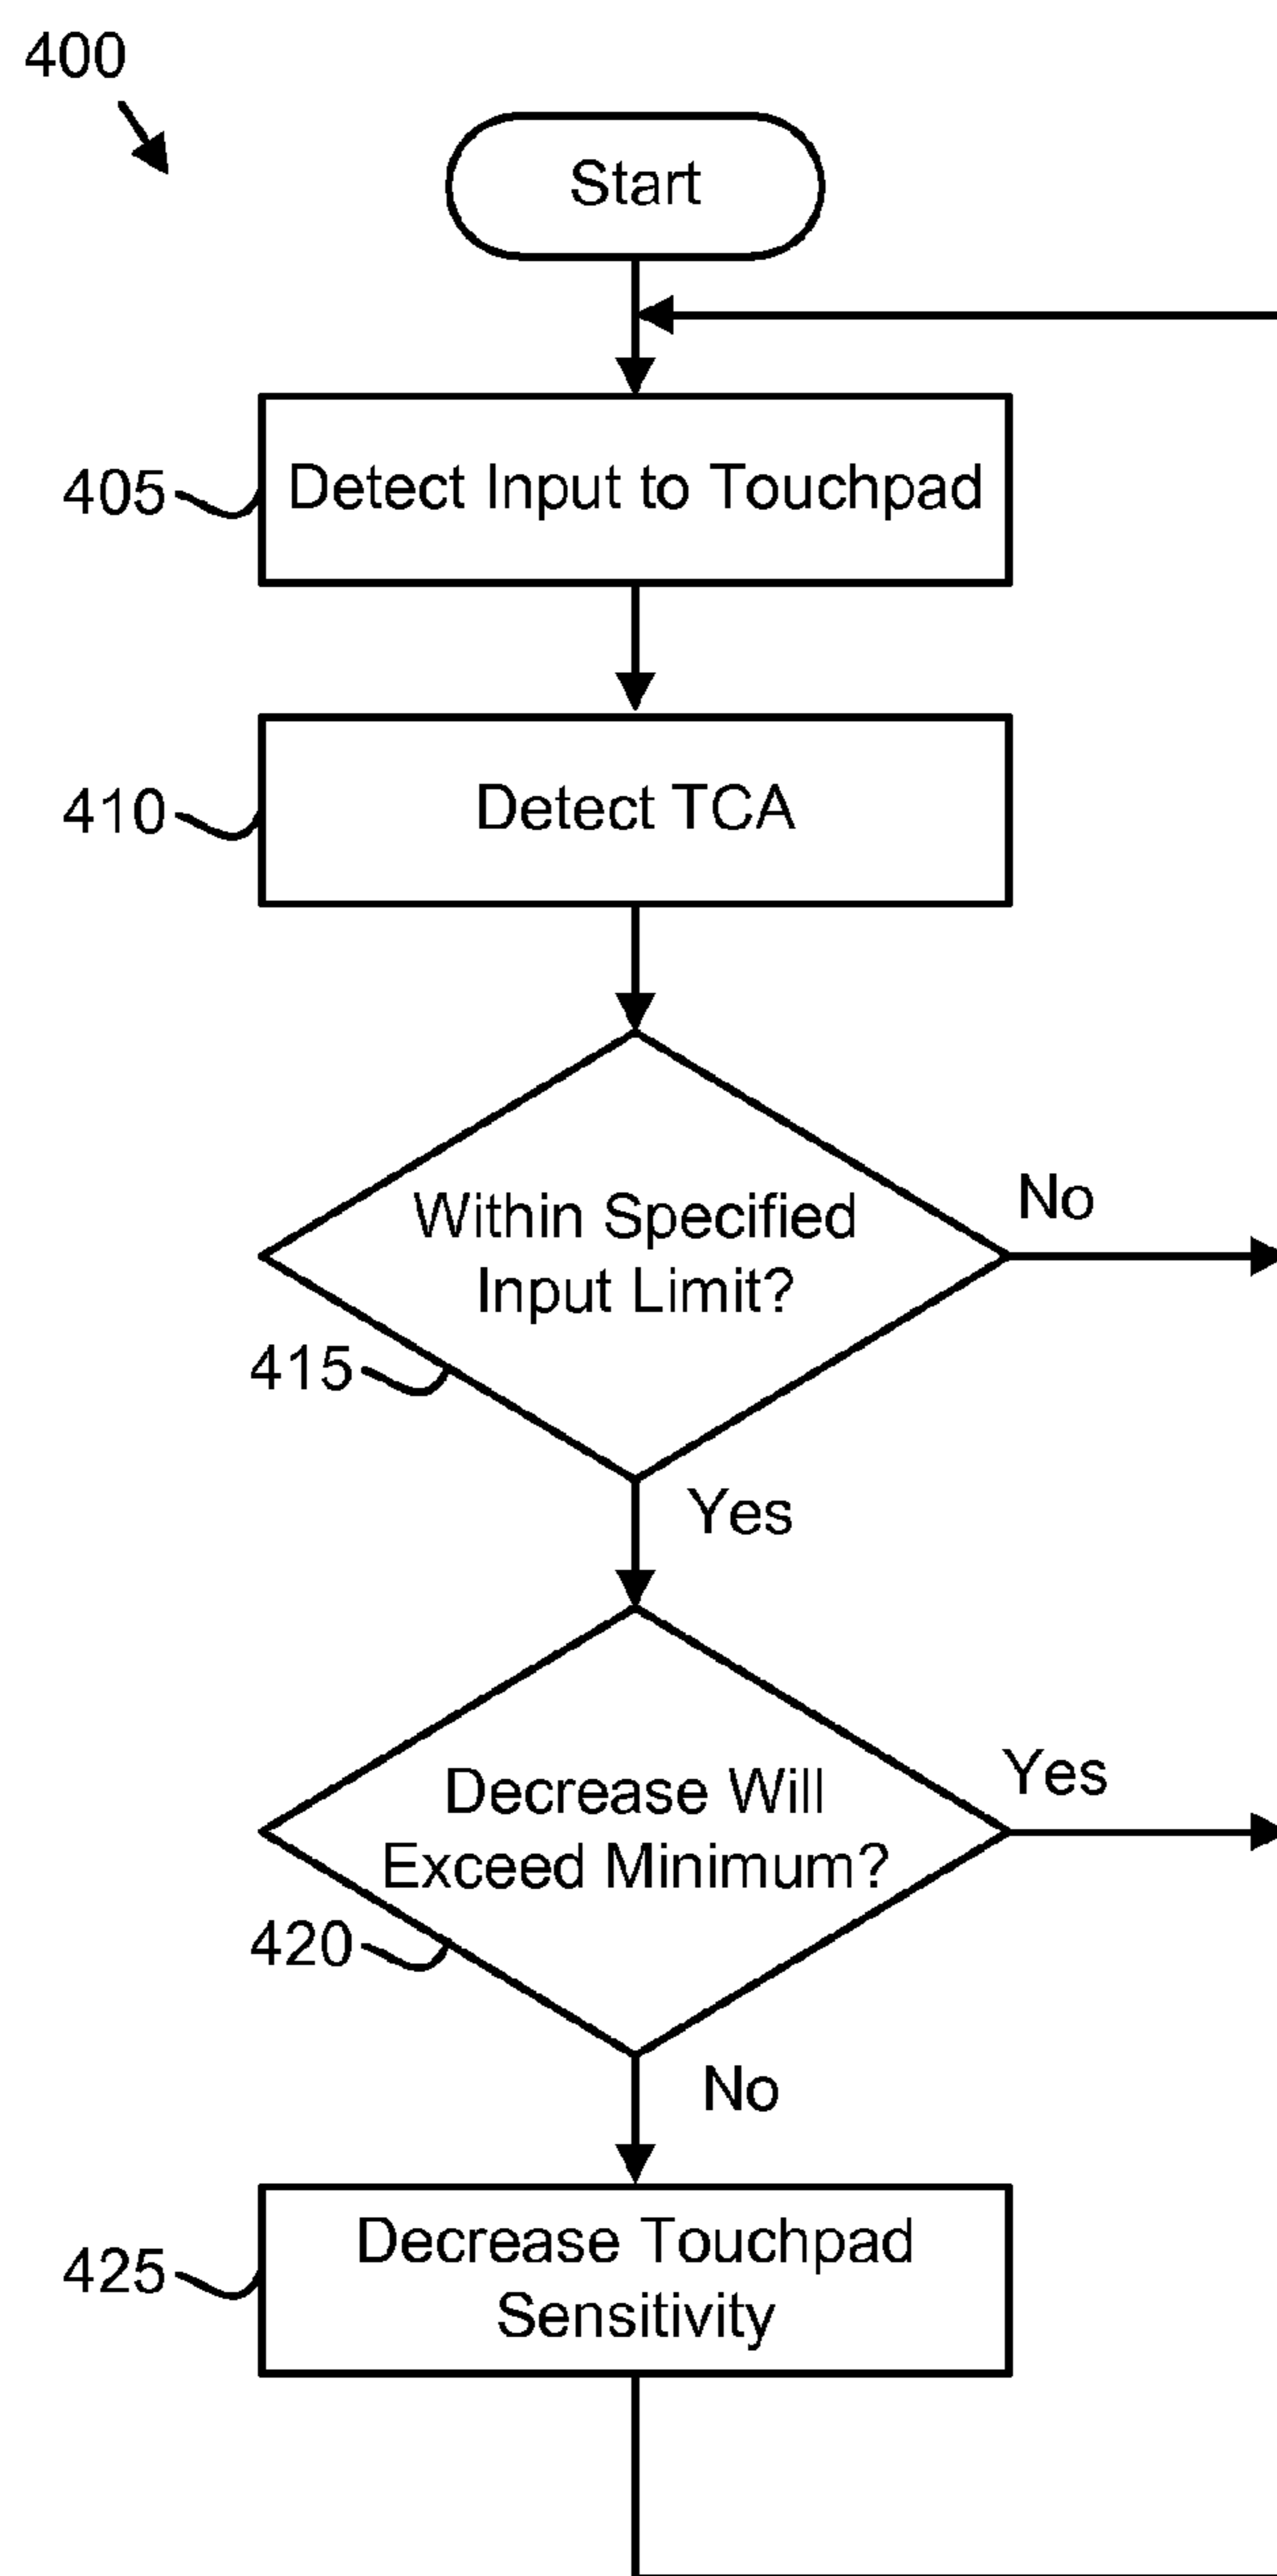 400
Start
405
Detect Input to Touchpad
410
Detect TCA
Within Specified
Input Limit?
No
415
Yes
Decrease Will
Exceed Minimum?
Yes
420
No
425
Decrease Touchpad
Sensitivity